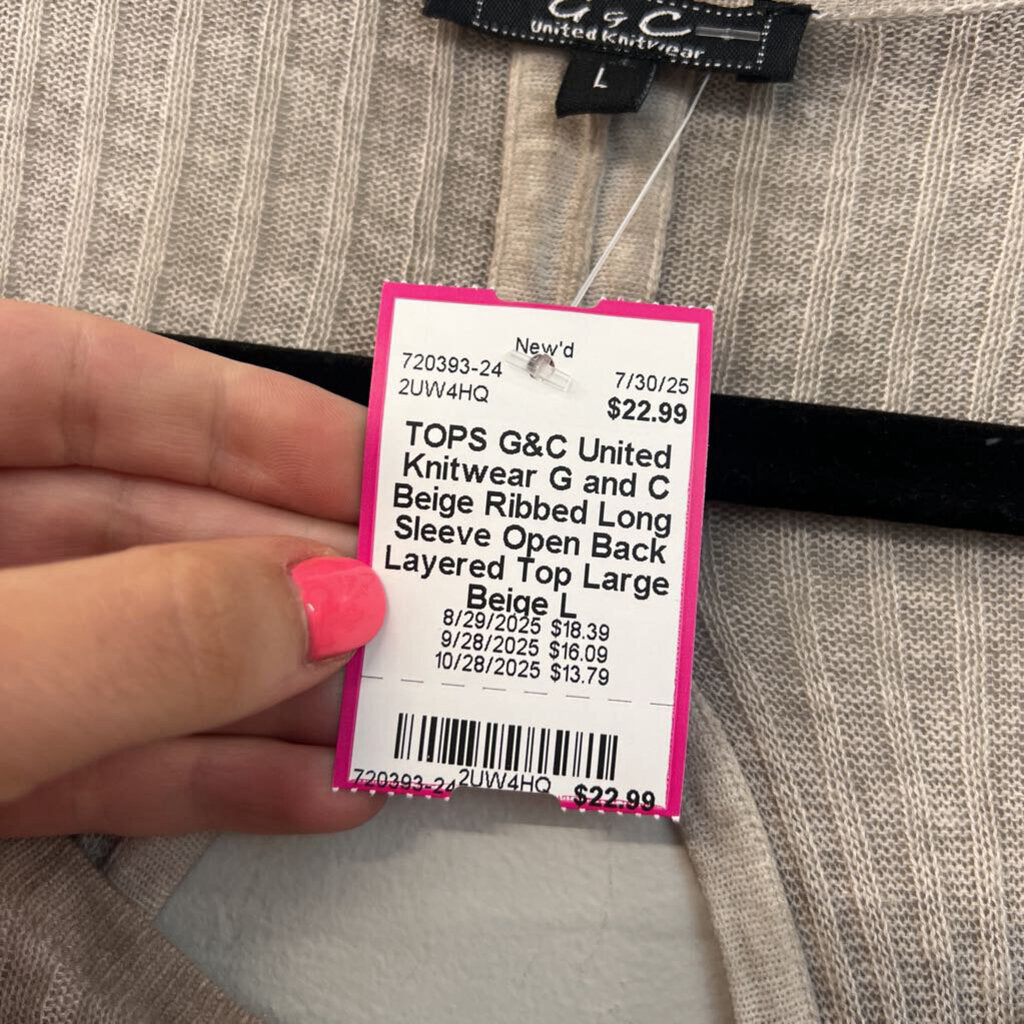 G & C
United Knitwear
L
New'd
720393-24 7/30/25
2UW4HQ $22.99
TOPS G&C United
Knitwear G and C
Beige Ribbed Long
Sleeve Open Back
Layered Top Large
Beige L
8/29/2025 $18.39
9/28/2025 $16.09
10/28/2025 $13.79
720393-24 2UW4HQ $22.99